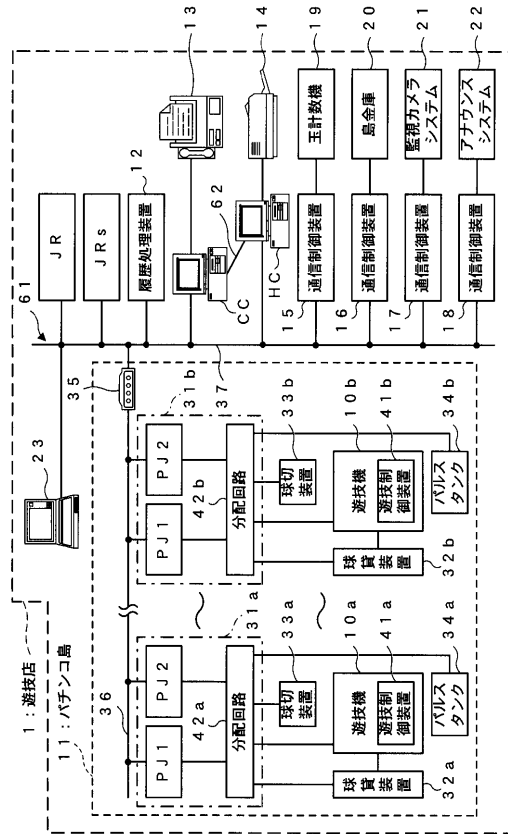 1：遊技店
11：パチンコ島
23
61
JR
JRs
履歴処理装置
12
13
14
CC
62
HC
37
35
36
15
通信制御装置
玉計数機
19
16
通信制御装置
島金庫
20
17
通信制御装置
監視カメラ
システム
21
18
通信制御装置
アナウンス
システム
22
31a
PJ1
PJ2
42a
分配回路
33a
球切
装置
10a
遊技機
41a
遊技制
御装置
球貸
装置
32a
34a
パルス
タンク
31b
PJ1
PJ2
42b
分配回路
33b
球切
装置
10b
遊技機
41b
遊技制
御装置
球貸
装置
32b
34b
パルス
タンク